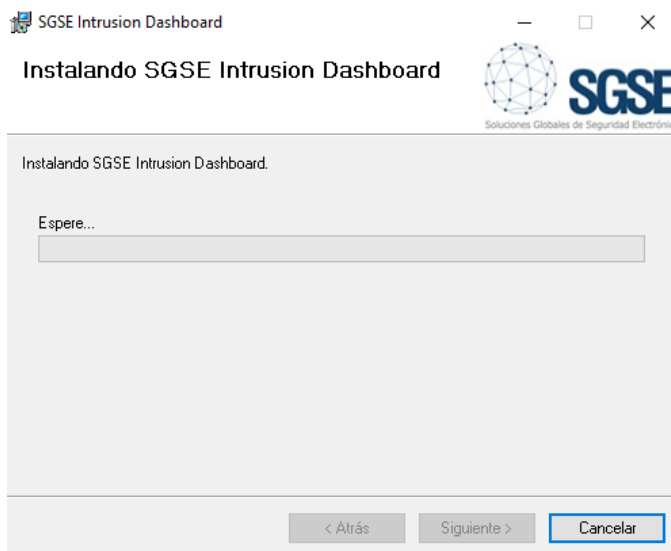 SGSE Intrusion Dashboard
Instalando SGSE Intrusion Dashboard
SGSE
Soluciones Globales de Seguridad Electróni
Instalando SGSE Intrusion Dashboard.
Espere...
< Atrás
Siguiente >
Cancelar